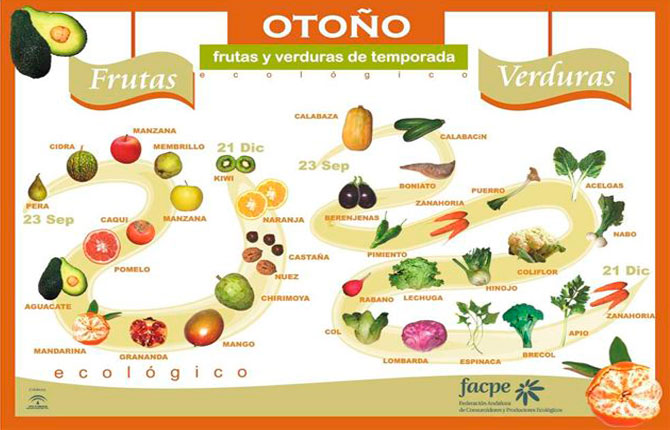 OTOÑO
frutas y verduras de temporada
ecológico
Frutas
Verduras
MANZANA
CIDRA
MEMBRILLO
21 Dic
KIWI
PERA
23 Sep
CAQUI
MANZANA
NARANJA
POMELO
CASTAÑA
NUEZ
AGUACATE
CHIRIMOYA
MANDARINA
GRANANDA
MANGO
ecológico
CALABAZA
CALABACiN
23 Sep
BONIATO
PUERRO
ACELGAS
BERENJENAS
ZANAHORIA
NABO
PIMIENTO
COLIFLOR
21 Dic
RABANO
LECHUGA
HINOJO
ZANAHORIA
COL
APIO
LOMBARDA
ESPINACA
BRECOL
facpe
Federación Andaluza
de Consumidores y Productores Ecológicos